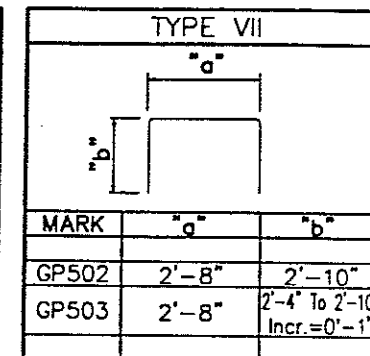 TYPE VII
"a"
"b"
MARK "a" "b"
GP502 2'-8" 2'-10"
GP503 2'-8" 2'-4" To 2'-10
Incr.=0'-1"